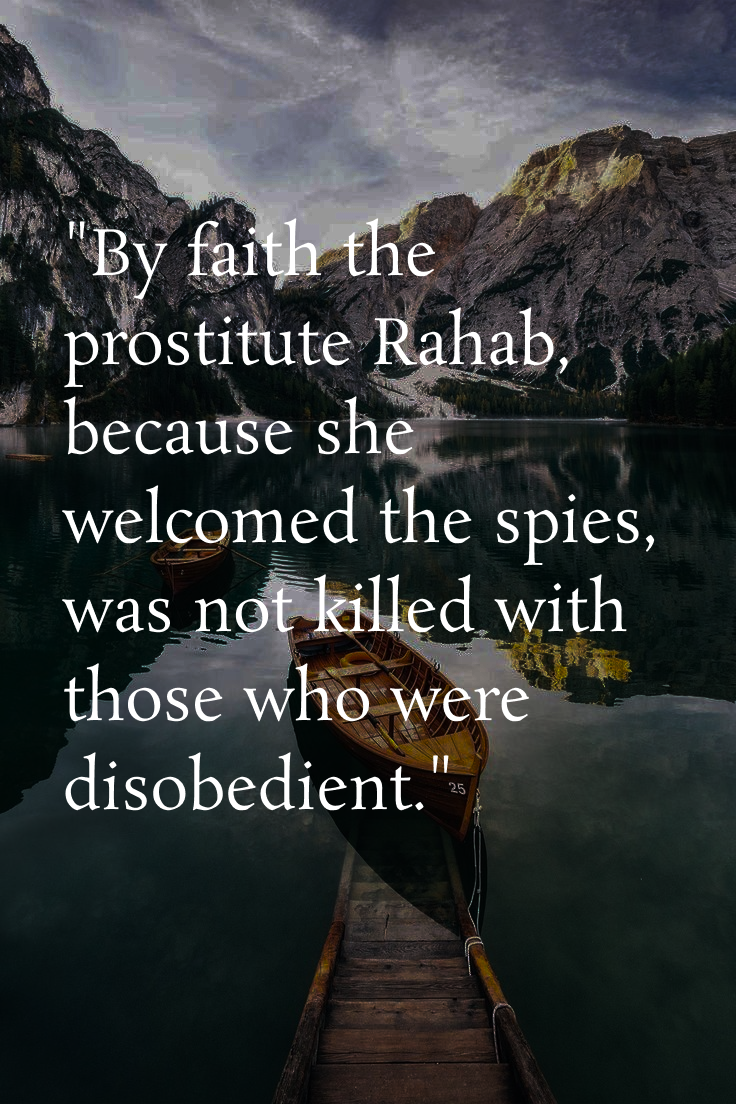 "By faith the
prostitute Rahab,
because she
welcomed the spies,
was not killed with
those who were
disobedient."
25